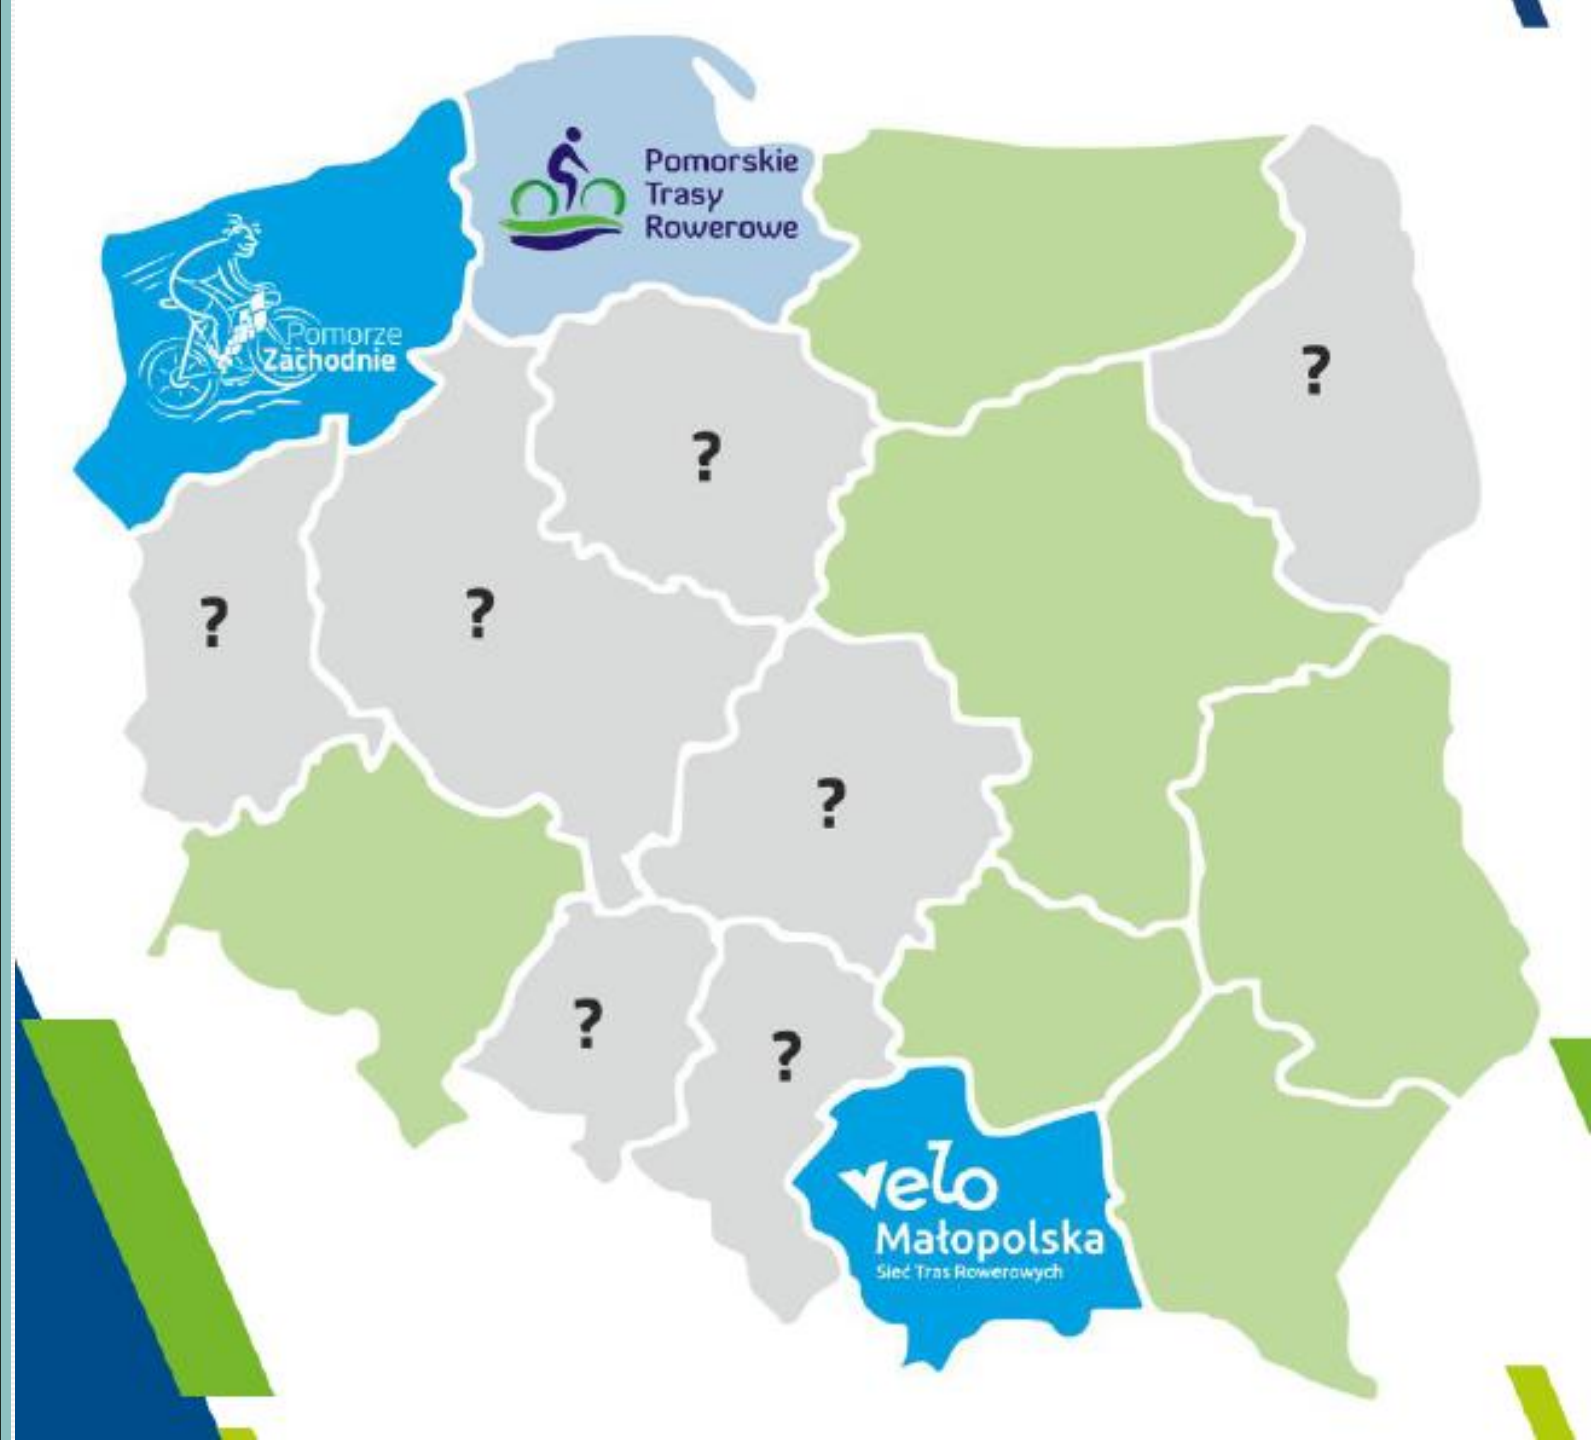 Pomorskie
Trasy
Rowerowe
Pomorze
Zachodnie
?
?
?
?
?
?
?
velo
Małopolska
Sieć Tras Rowerowych